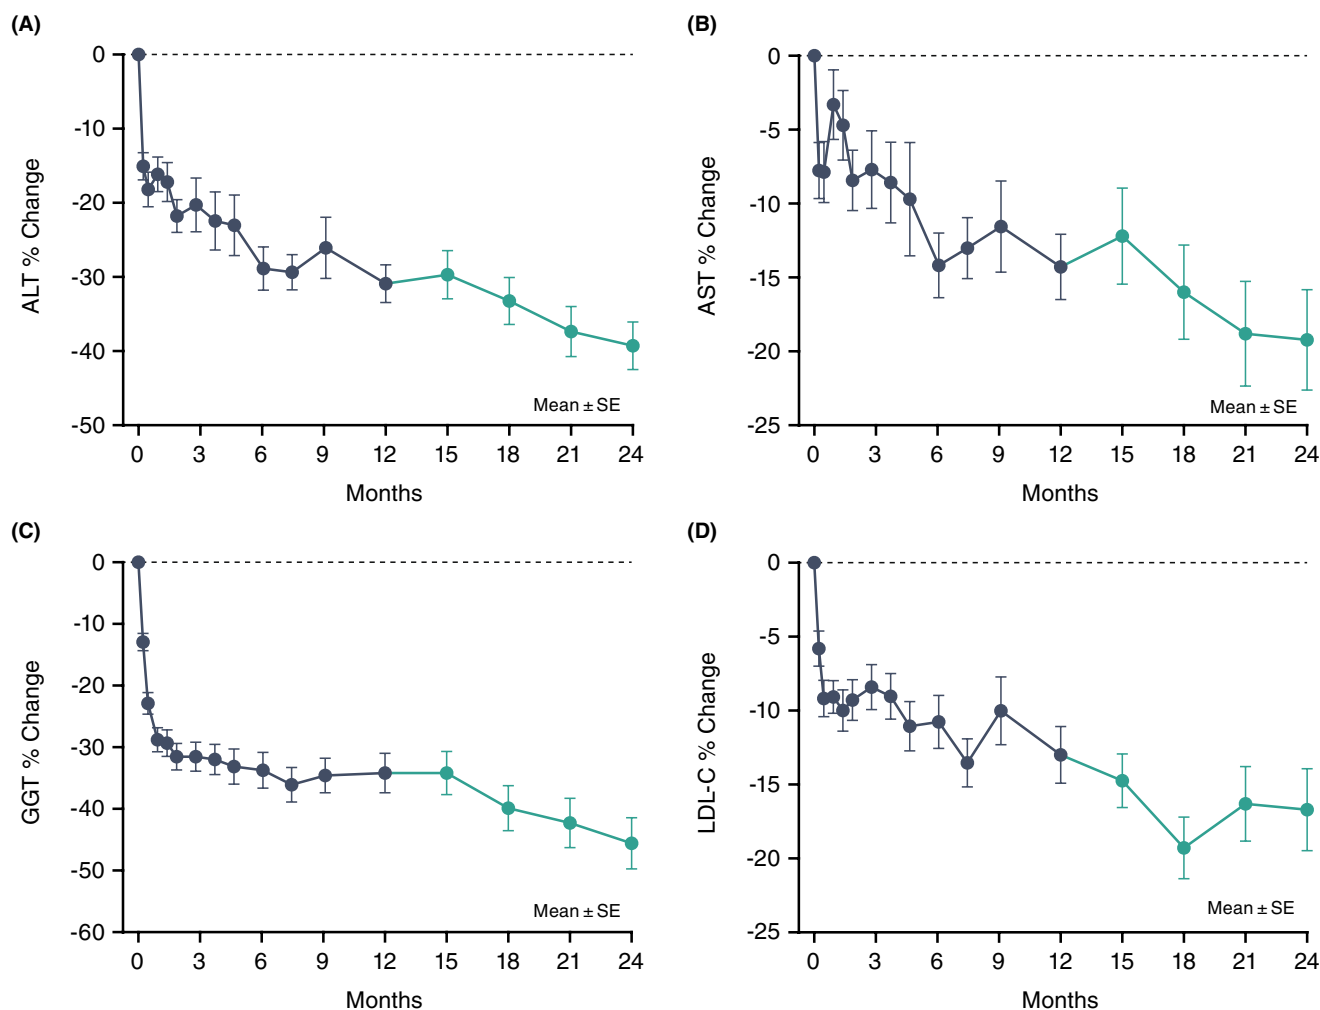 (A)
ALT % Change
0
-10
-20
-30
-40
-50
Mean ± SE
0 3 6 9 12 15 18 21 24
Months
(B)
AST % Change
0
-5
-10
-15
-20
-25
Mean ± SE
0 3 6 9 12 15 18 21 24
Months
(C)
GGT % Change
0
-10
-20
-30
-40
-50
-60
Mean ± SE
0 3 6 9 12 15 18 21 24
Months
(D)
LDL-C % Change
0
-5
-10
-15
-20
-25
Mean ± SE
0 3 6 9 12 15 18 21 24
Months